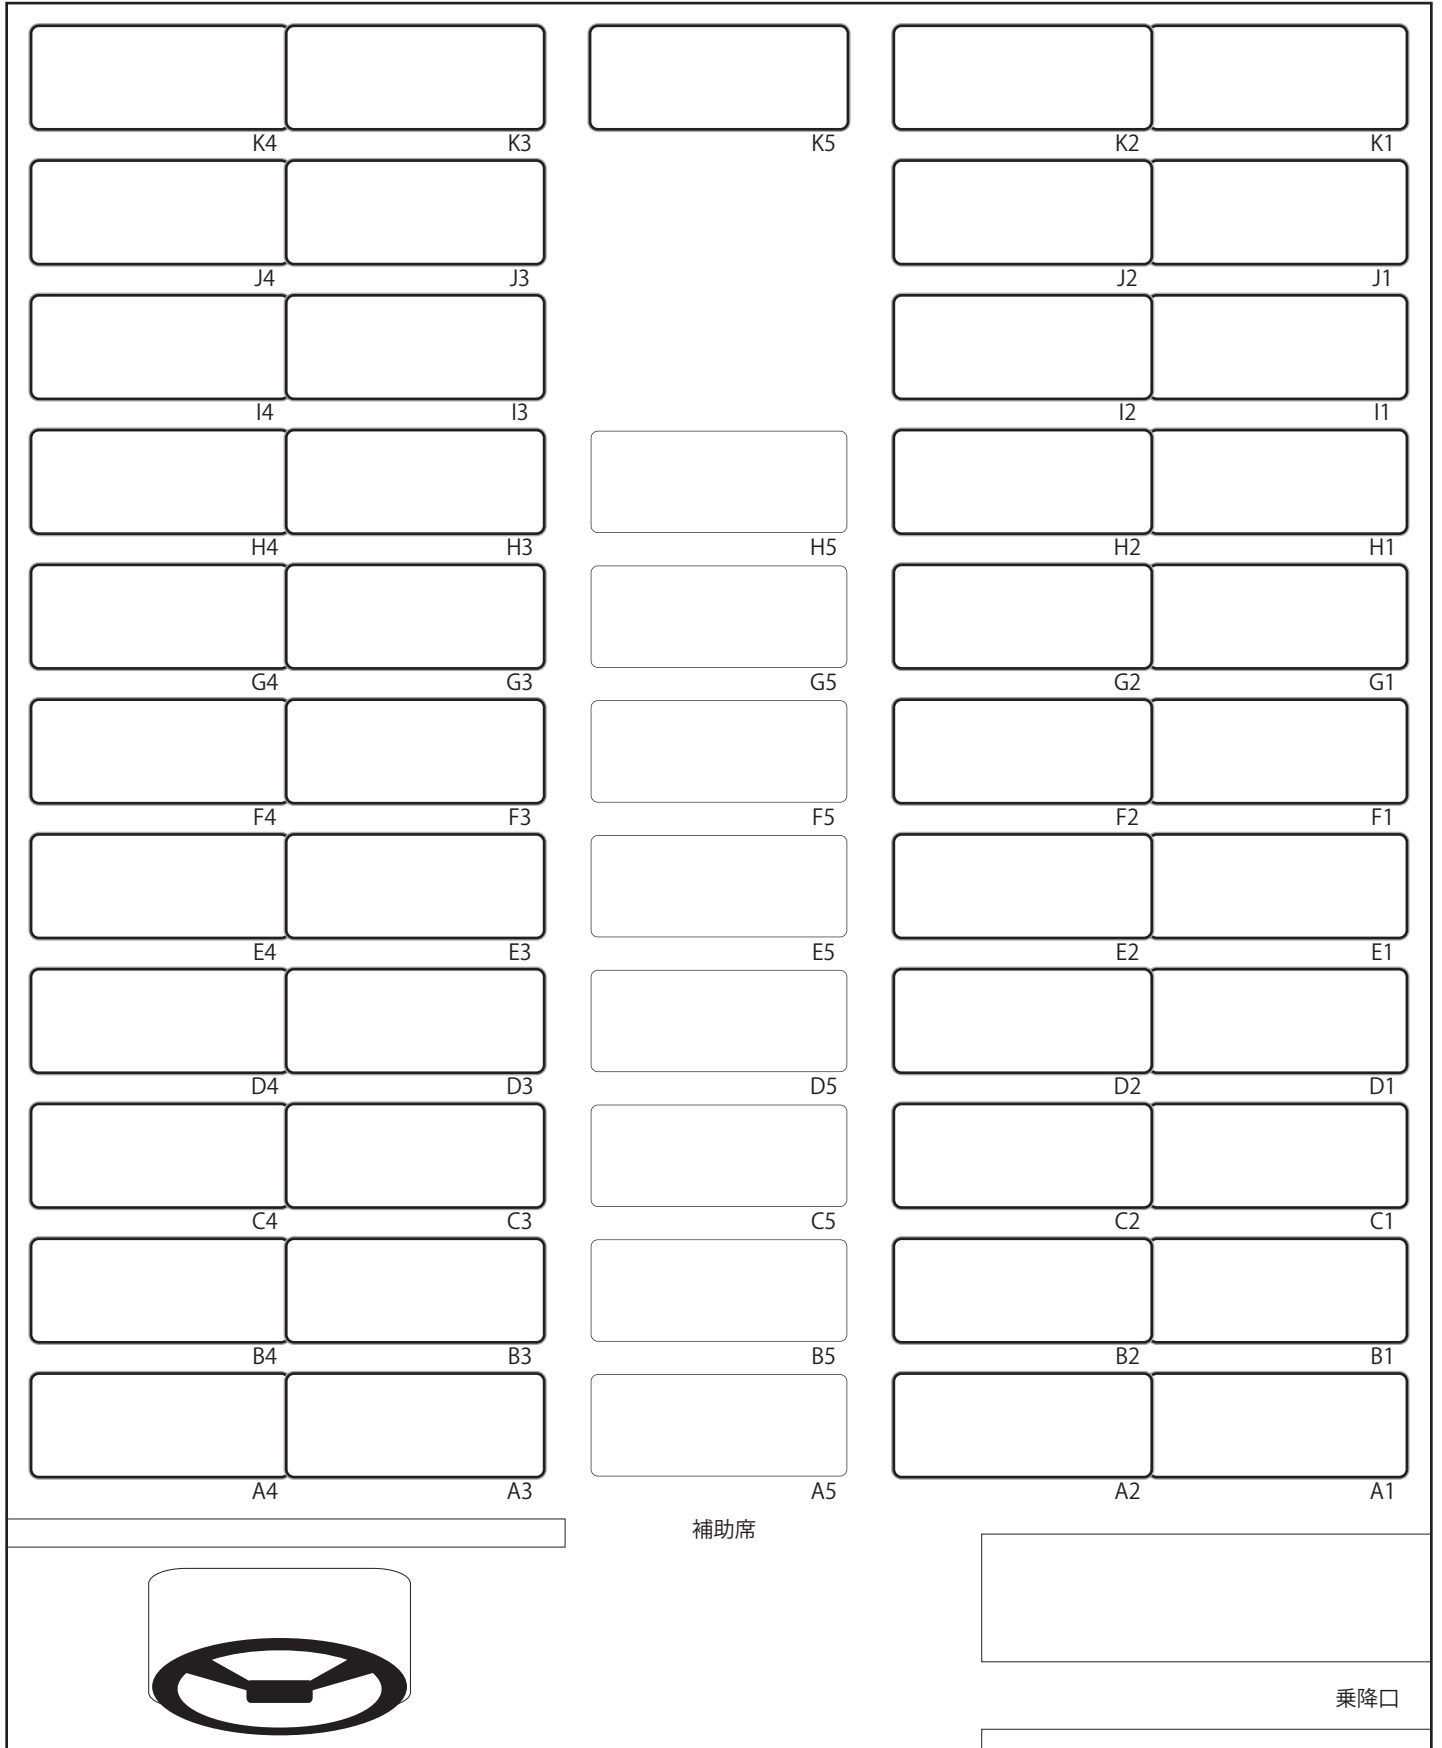 K4 K3 K5 K2 K1
J4 J3 J2 J1
I4 I3 I2 I1
H4 H3 H5 H2 H1
G4 G3 G5 G2 G1
F4 F3 F5 F2 F1
E4 E3 E5 E2 E1
D4 D3 D5 D2 D1
C4 C3 C5 C2 C1
B4 B3 B5 B2 B1
A4 A3 A5 A2 A1
補助席
乗降口